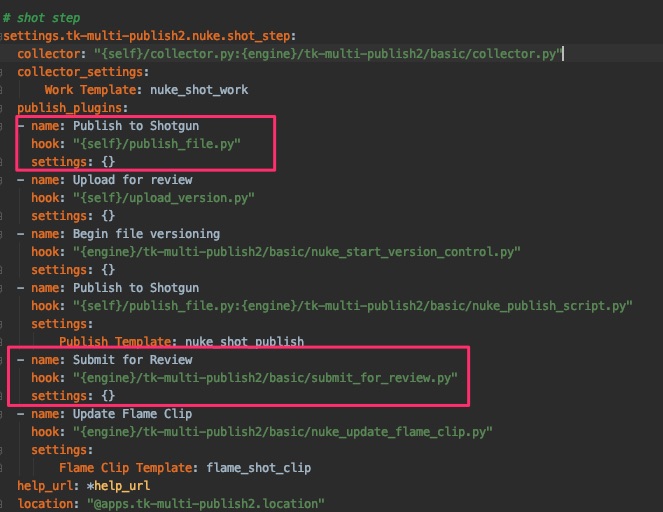 # shot step
settings.tk-multi-publish2.nuke.shot_step:
collector: "{self}/collector.py:{engine}/tk-multi-publish2/basic/collector.py"
collector_settings:
Work Template: nuke_shot_work
publish_plugins:
- name: Publish to Shotgun
hook: "{self}/publish_file.py"
settings: {}
- name: Upload for review
hook: "{self}/upload_version.py"
settings: {}
- name: Begin file versioning
hook: "{engine}/tk-multi-publish2/basic/nuke_start_version_control.py"
settings: {}
- name: Publish to Shotgun
hook: "{self}/publish_file.py:{engine}/tk-multi-publish2/basic/nuke_publish_script.py"
settings:
Publish Template: nuke_shot_publish
- name: Submit for Review
hook: "{engine}/tk-multi-publish2/basic/submit_for_review.py"
settings: {}
- name: Update Flame Clip
hook: "{engine}/tk-multi-publish2/basic/nuke_update_flame_clip.py"
settings:
Flame Clip Template: flame_shot_clip
help_url: *help_url
location: "@apps.tk-multi-publish2.location"